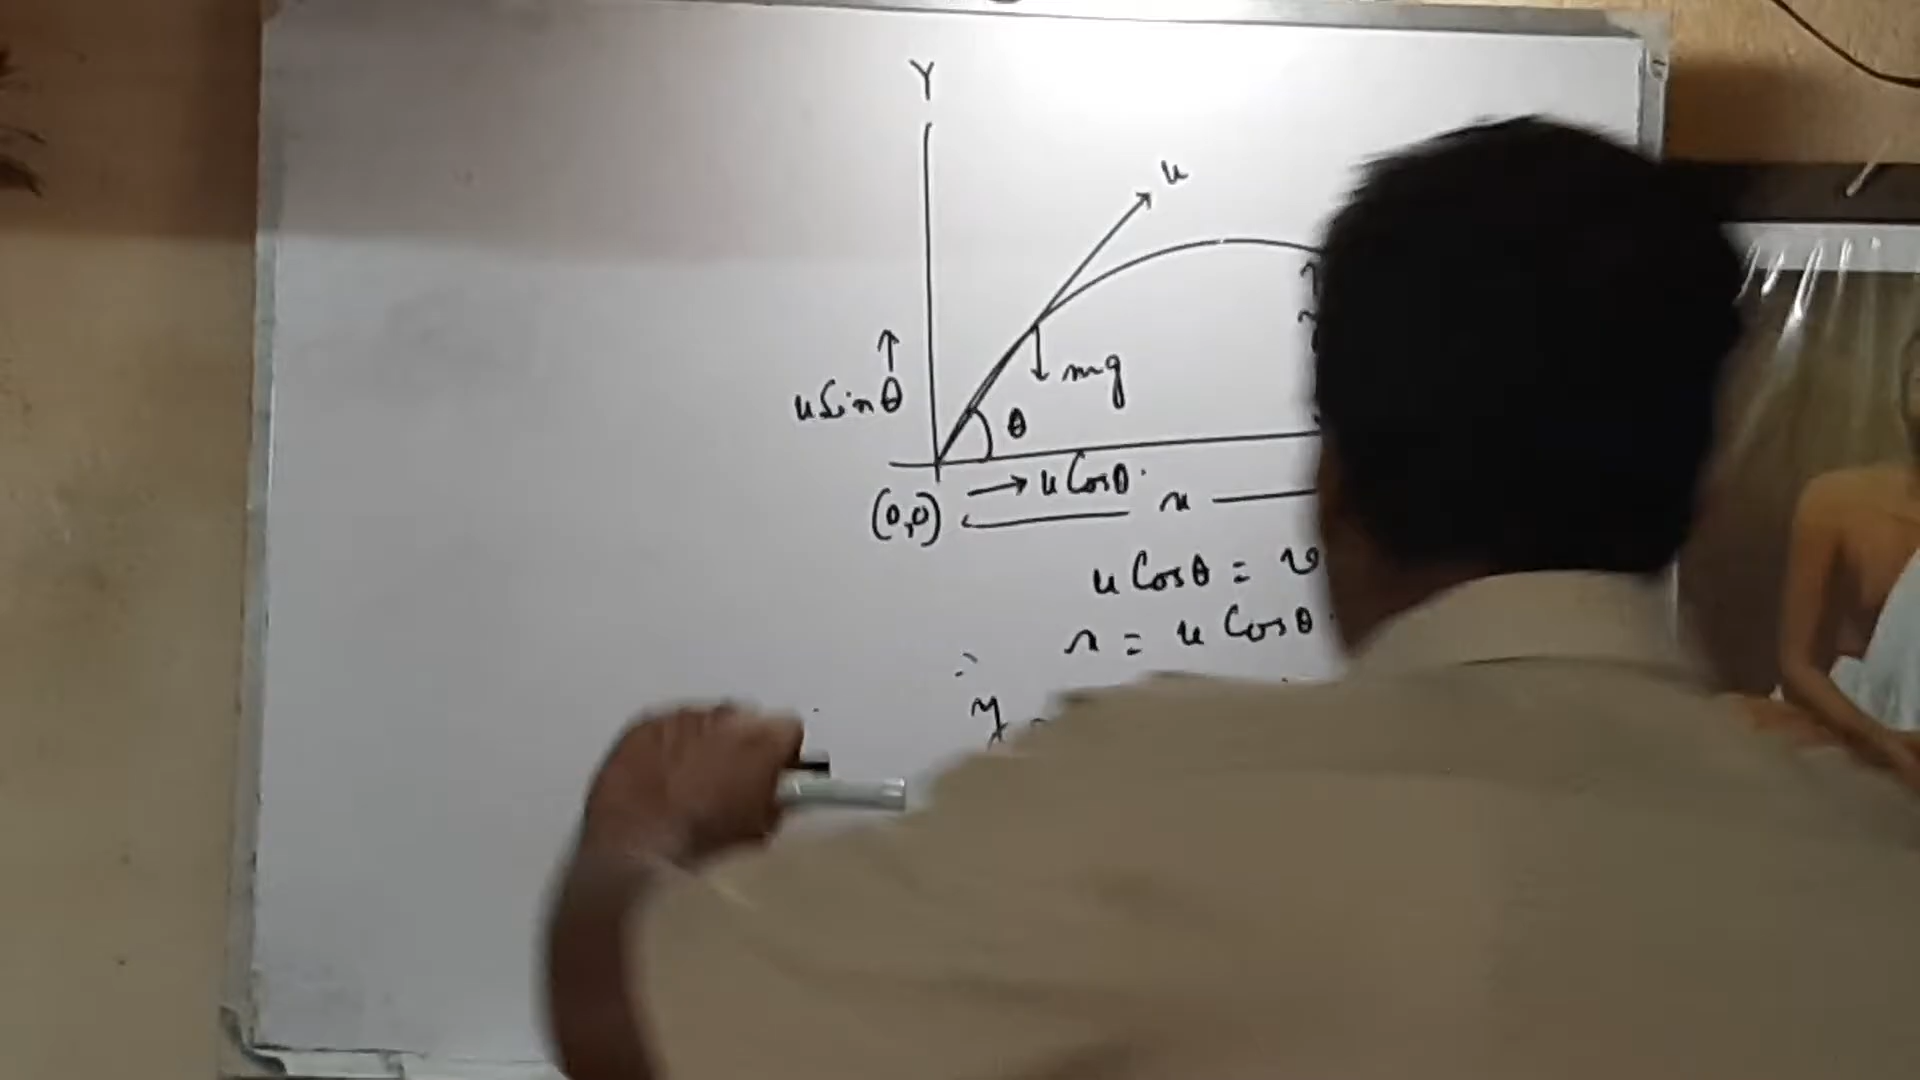 Y
u
u Sin θ
mg
θ
u Cosθ
(0,0)
x
u Cosθ =
x = u Cosθ
∴
y